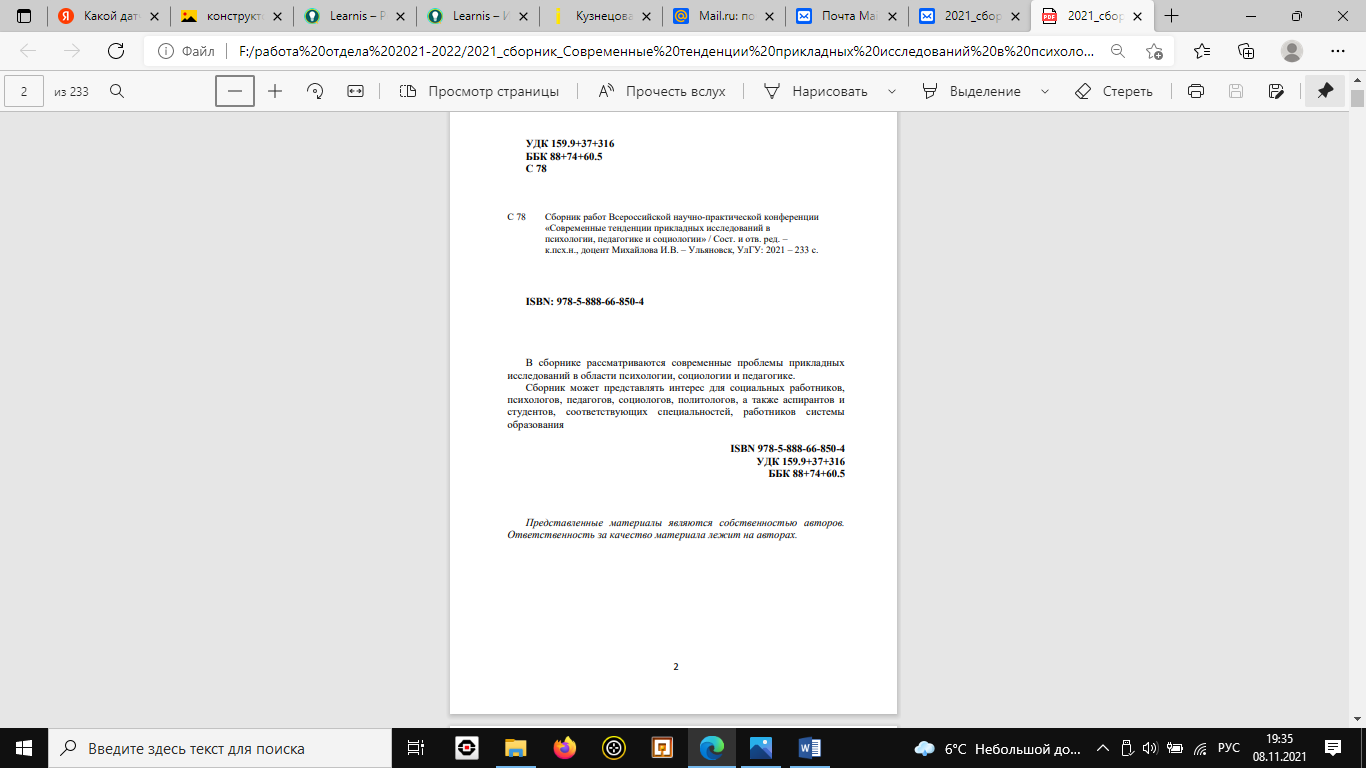 Какой дат
конструкт
Learnis – Р
Learnis – И
Кузнецова
Mail.ru: по
Почта Ма
2021_сбор
2021_сбор
Файл
F:/работа%20отдела%202021-2022/2021_сборник_Современные%20тенденции%20прикладных%20исследований%20в%20психоло...
2 из 233
Просмотр страницы
Прочесть вслух
Нарисовать
Выделение
Стереть
УДК 159.9+37+316
ББК 88+74+60.5
С 78
С 78 Сборник работ Всероссийской научно-практической конференции
«Современные тенденции прикладных исследований в
психологии, педагогике и социологии» / Сост. и отв. ред. –
к.псх.н., доцент Михайлова И.В. – Ульяновск, УлГУ: 2021 – 233 с.
ISBN: 978-5-888-66-850-4
В сборнике рассматриваются современные проблемы прикладных
исследований в области психологии, социологии и педагогике.
Сборник может представлять интерес для социальных работников,
психологов, педагогов, социологов, политологов, а также аспирантов и
студентов, соответствующих специальностей, работников системы
образования
ISBN 978-5-888-66-850-4
УДК 159.9+37+316
ББК 88+74+60.5
Представленные материалы являются собственностью авторов.
Ответственность за качество материала лежит на авторах.
2
Введите здесь текст для поиска
6°C Небольшой до...
РУС
19:35
08.11.2021